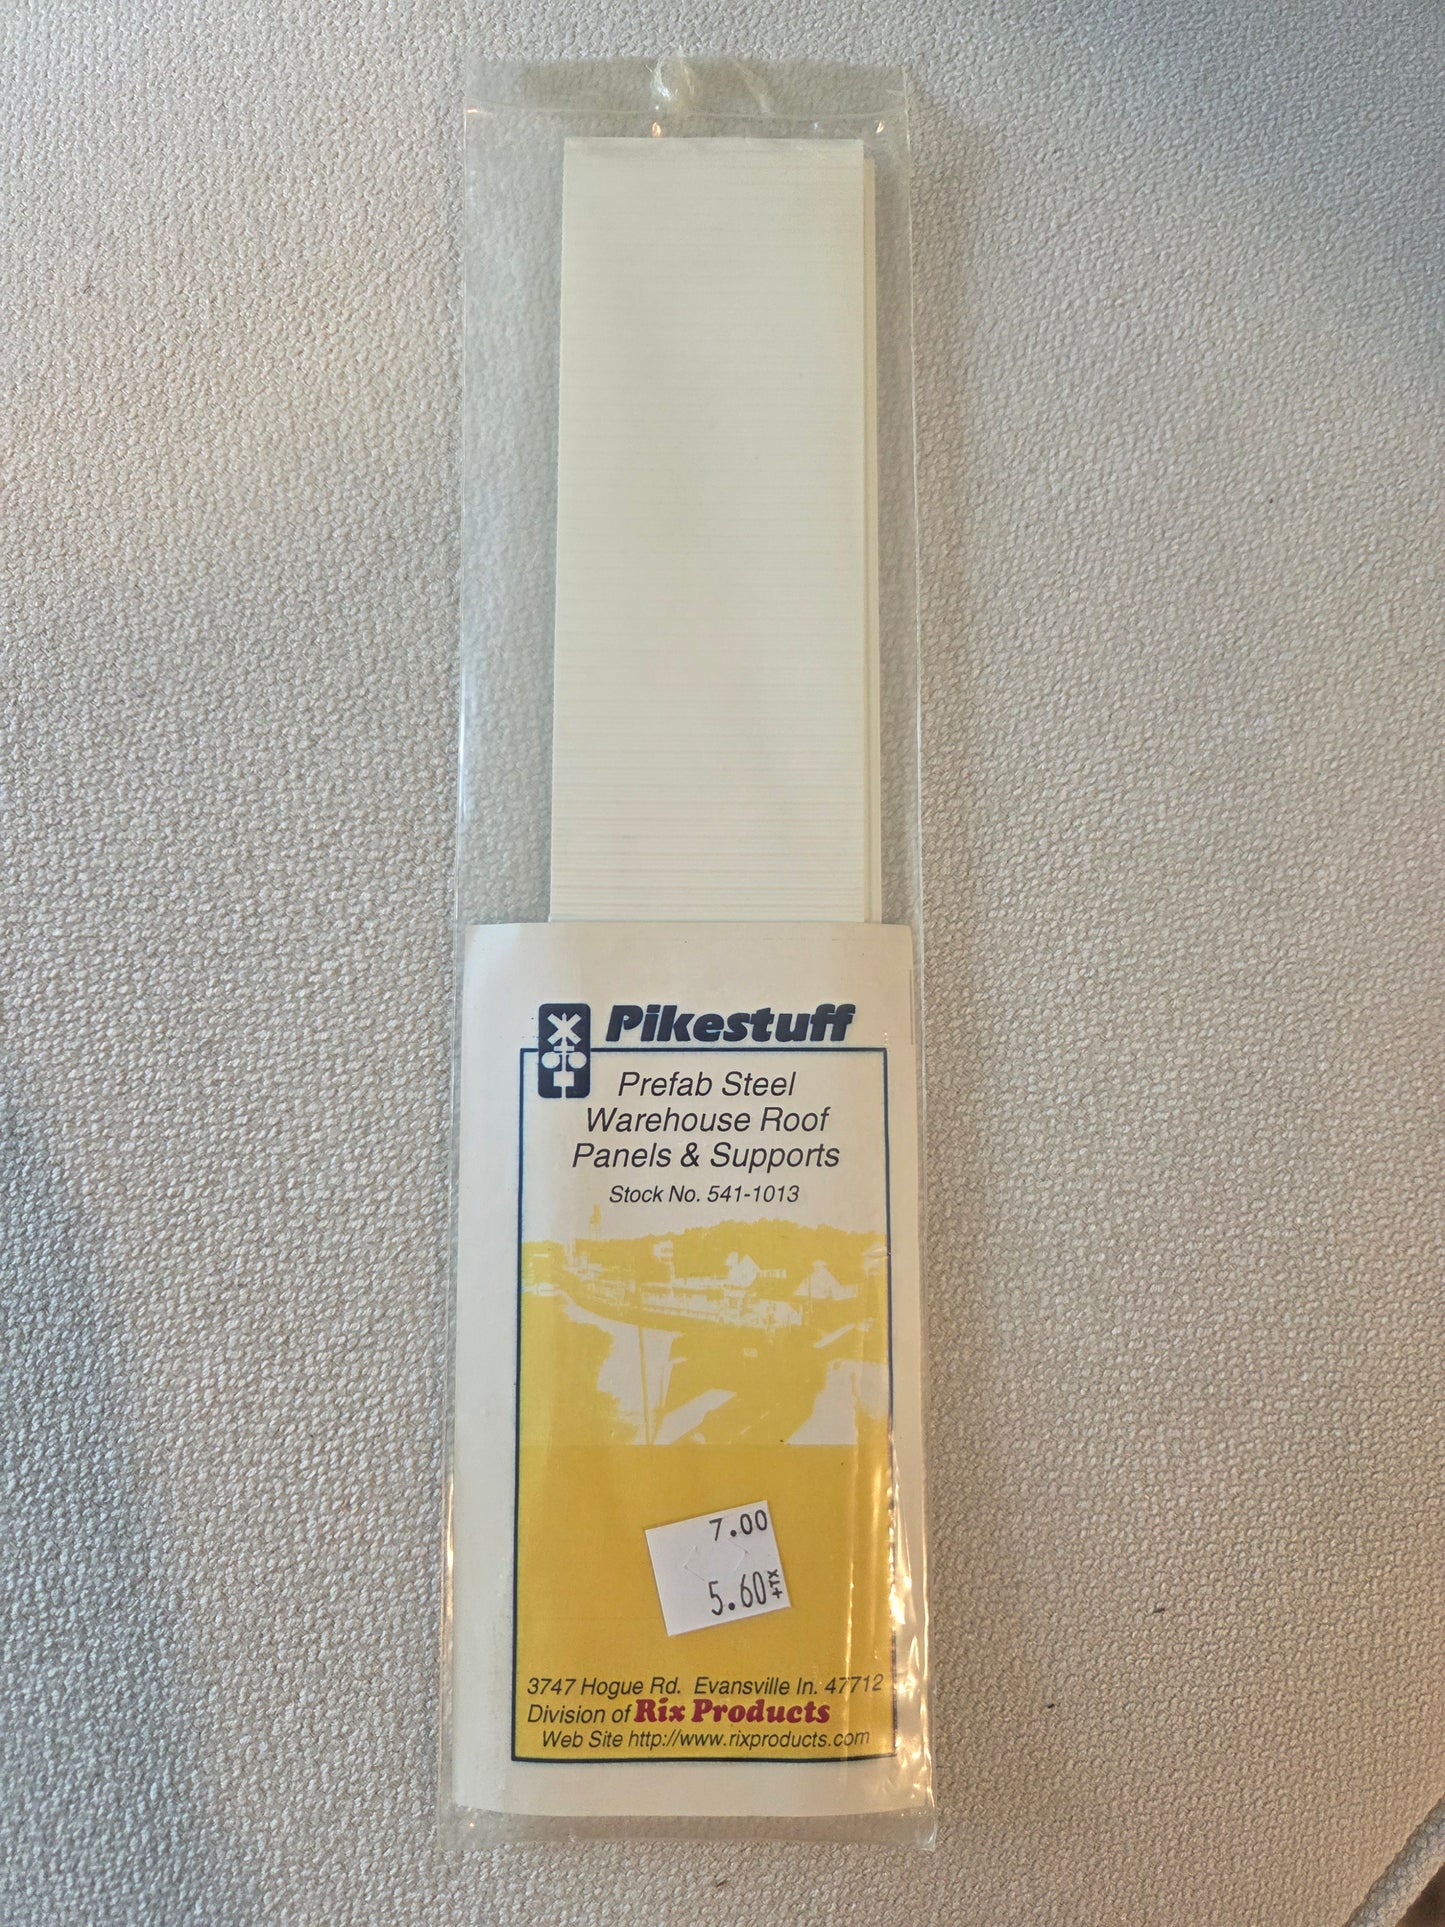 Pikestuff
Prefab Steel
Warehouse Roof
Panels & Supports
Stock No. 541-1013
7.00
5.60 +TX
3747 Hogue Rd. Evansville In. 47712
Division of Rix Products
Web Site http://www.rixproducts.com